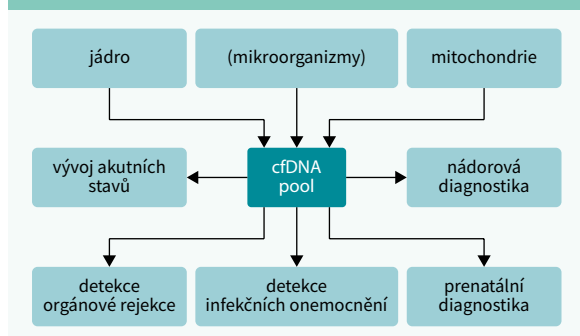 jádro
(mikroorganizmy)
mitochondrie
vývoj akutních
stavů
cfDNA
pool
nádorová
diagnostika
detekce
orgánové rejekce
detekce
infekčních onemocnění
prenatální
diagnostika